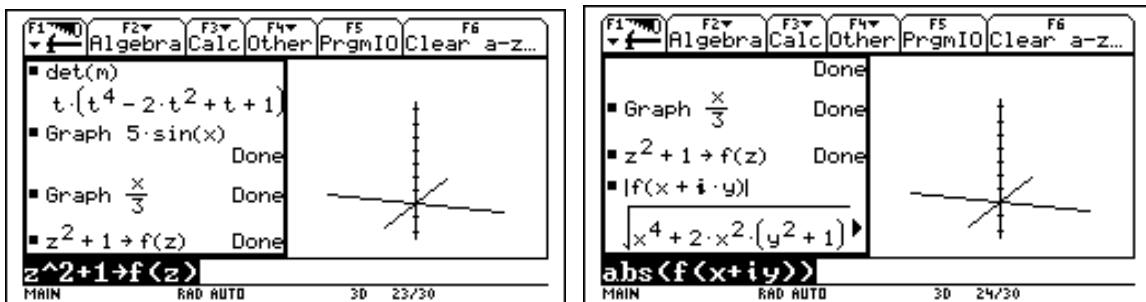 F1 F2 F3 F4 F5 F6
Algebra Calc Other PrgmIO Clear a-z…
det(m)
t·(t⁴ - 2·t² + t + 1)
Graph 5·sin(x)
Done
Graph x/3 Done
z² + 1 → f(z) Done
z^2+1→f(z)
MAIN RAD AUTO 3D 23/30
F1 F2 F3 F4 F5 F6
Algebra Calc Other PrgmIO Clear a-z…
Done
Graph x/3 Done
z² + 1 → f(z) Done
|f(x + i·y)|
√x⁴ + 2·x²·(y² + 1)
abs(f(x+iy))
MAIN RAD AUTO 3D 24/30